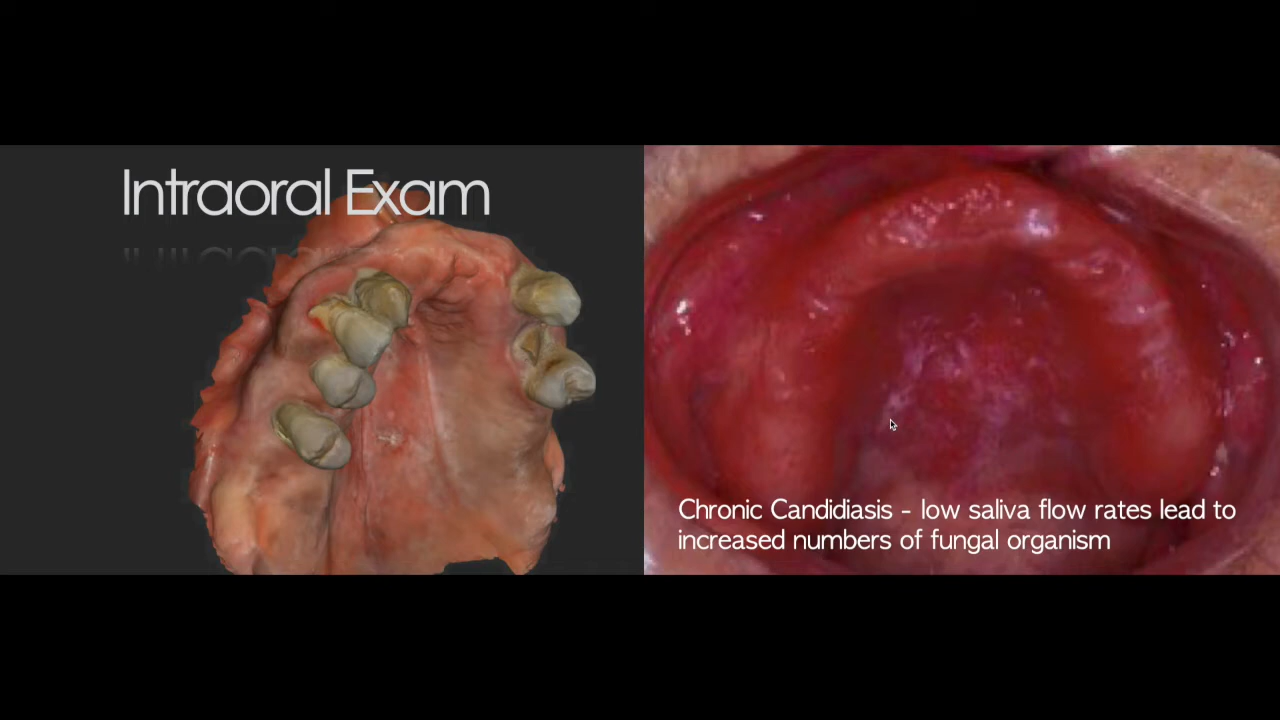 Intraoral Exam
Chronic Candidiasis - low saliva flow rates lead to
increased numbers of fungal organism